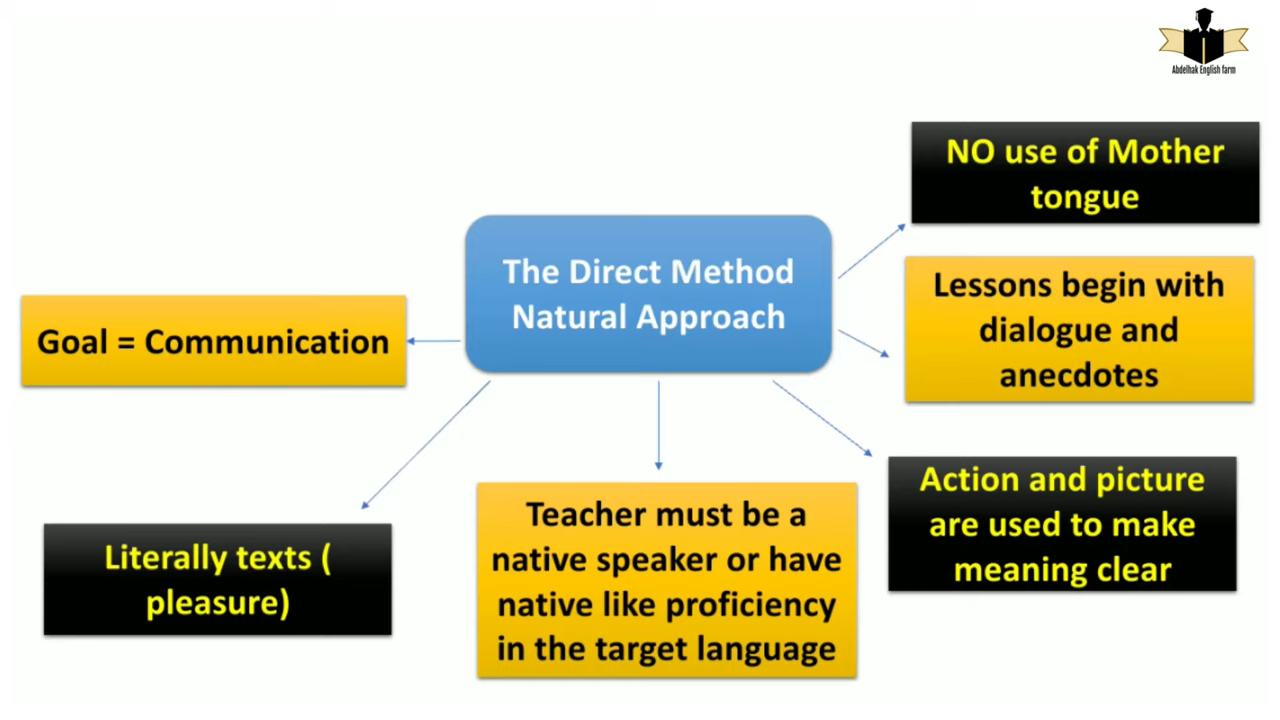 Abdelhak English farm
NO use of Mother
tongue
The Direct Method
Natural Approach
Lessons begin with
dialogue and
anecdotes
Goal = Communication
Action and picture
are used to make
meaning clear
Teacher must be a
native speaker or have
native like proficiency
in the target language
Literally texts (
pleasure)